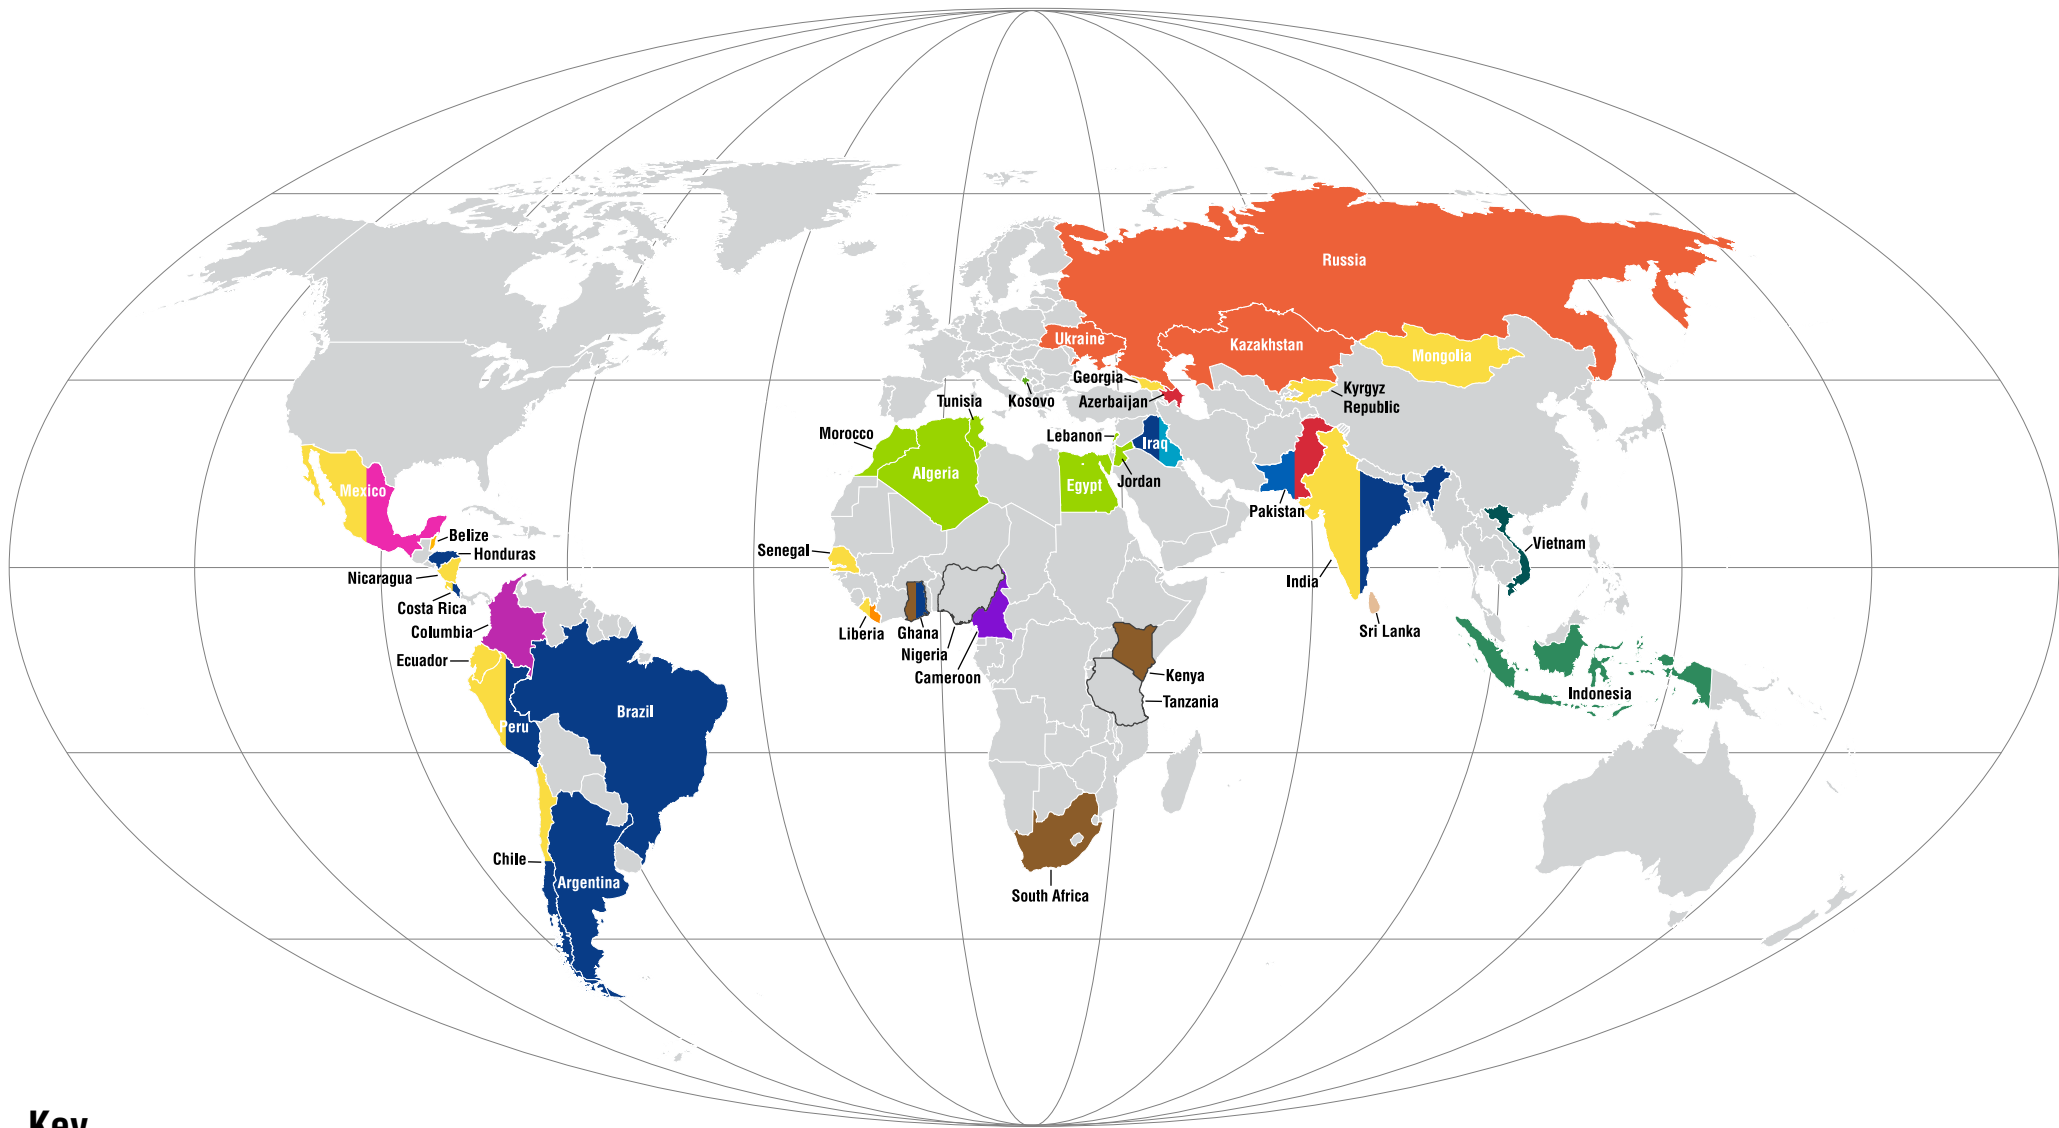 Russia
Ukraine
Kazakhstan
Mongolia
Georgia
Kyrgyz
Republic
Azerbaijan
Kosovo
Tunisia
Morocco
Lebanon
Iraq
Algeria
Jordan
Egypt
Pakistan
Mexico
Belize
Honduras
Nicaragua
Costa Rica
Columbia
Ecuador
Senegal
Vietnam
India
Liberia
Ghana
Nigeria
Cameroon
Sri Lanka
Kenya
Tanzania
Indonesia
Brazil
Peru
Chile
Argentina
South Africa
Key